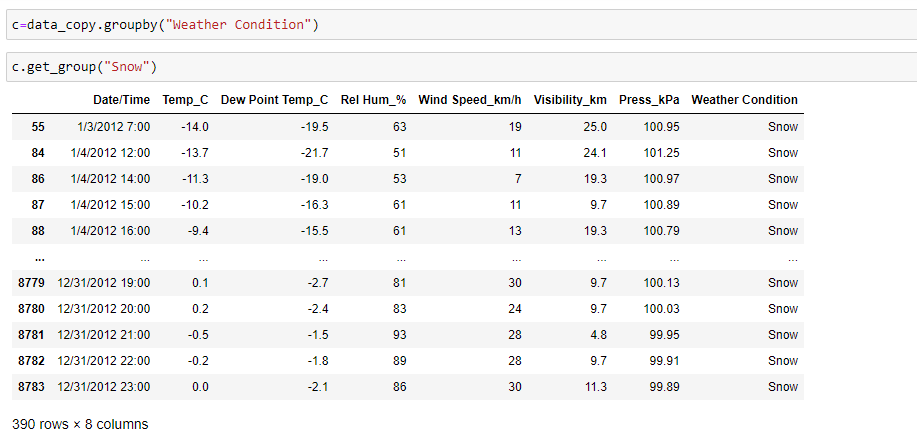 c=data_copy.groupby("Weather Condition")
c.get_group("Snow")
Date/Time Temp_C Dew Point Temp_C Rel Hum_% Wind Speed_km/h Visibility_km Press_kPa Weather Condition
55 1/3/2012 7:00 -14.0 -19.5 63 19 25.0 100.95 Snow
84 1/4/2012 12:00 -13.7 -21.7 51 11 24.1 101.25 Snow
86 1/4/2012 14:00 -11.3 -19.0 53 7 19.3 100.97 Snow
87 1/4/2012 15:00 -10.2 -16.3 61 11 9.7 100.89 Snow
88 1/4/2012 16:00 -9.4 -15.5 61 13 19.3 100.79 Snow
... ... ... ... ... ... ... ... ...
8779 12/31/2012 19:00 0.1 -2.7 81 30 9.7 100.13 Snow
8780 12/31/2012 20:00 0.2 -2.4 83 24 9.7 100.03 Snow
8781 12/31/2012 21:00 -0.5 -1.5 93 28 4.8 99.95 Snow
8782 12/31/2012 22:00 -0.2 -1.8 89 28 9.7 99.91 Snow
8783 12/31/2012 23:00 0.0 -2.1 86 30 11.3 99.89 Snow
390 rows × 8 columns